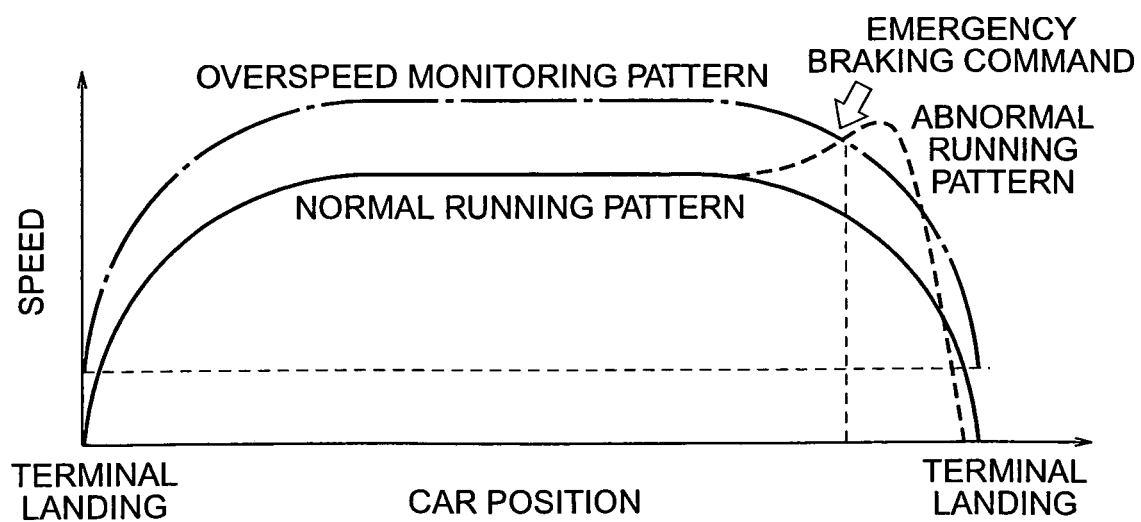 EMERGENCY
BRAKING COMMAND
OVERSPEED MONITORING PATTERN
ABNORMAL
RUNNING
PATTERN
NORMAL RUNNING PATTERN
SPEED
TERMINAL
LANDING
CAR POSITION
TERMINAL
LANDING